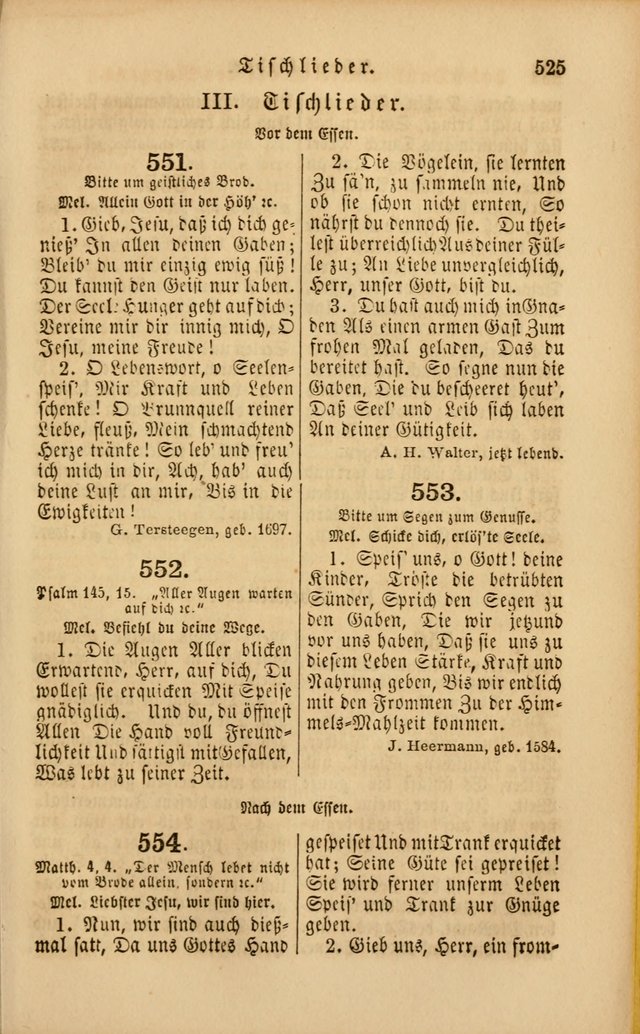 Tischlieder. 525
III. Tischlieder.
Vor dem Essen.
551.
Bitte um geistliches Brod.
Mel. Allein Gott in der Höh' ꝛc.
1. Gieb, Jesu, daß ich dich ge-
nieß' In allen deinen Gaben;
Bleib' du mir einzig ewig süß!
Du kannst den Geist nur laben.
Der Seel' Hunger geht auf dich;
Vereine mir dir innig mich, O
Jesu, meine Freude!
2. O Lebenswort, o Seelen-
speis', Mir Kraft und Leben
schenke! O Brunnquell reiner
Liebe, fleuß, Mein schmachtend
Herze tränke! So leb' und freu'
ich mich in dir, Ach, hab' auch
deine Lust an mir, Bis in die
Ewigkeiten!
G. Tersteegen, geb. 1697.
552.
Psalm 145, 15. „Aller Augen warten
auf dich ꝛc."
Mel. Befiehl du deine Wege.
1. Die Augen Aller blicken
Erwartend, Herr, auf dich, Du
wollest sie erquicken Mit Speise
gnädiglich. Und du, du öffnest
Allen Die Hand voll Freund-
lichkeit Und sättigst mit Gefallen,
Was lebt zu seiner Zeit.
2. Die Vögelein, sie lernten
Zu sä'n, zu sammeln nie, Und
ob sie schon nicht ernten, So
nährst du dennoch sie. Du thei-
lest überreichlich Aus deiner Fül-
le zu; An Liebe unvergleichlich,
Herr, unser Gott, bist du.
3. Du hast auch mich in Gna-
den Als einen armen Gast Zum
frohen Mal geladen, Das du
bereitet hast. So segne nun die
Gaben, Die du bescheeret heut',
Daß Seel' und Leib sich laben
An deiner Gütigkeit.
A. H. Walter, jetzt lebend.
553.
Bitte um Segen zum Genusse.
Mel. Schicke dich, erlös'te Seele.
1. Speis' uns, o Gott! deine
Kinder, Tröste die betrübten
Sünder, Sprich den Segen zu
den Gaben, Die wir jetzund
vor uns haben, Daß sie uns zu
diesem Leben Stärke, Kraft und
Nahrung geben, Bis wir endlich
mit den Frommen Zu der Him-
mels-Mahlzeit kommen.
J. Heermann, geb. 1584.
Nach dem Essen.
554.
Matth. 4, 4. „Der Mensch lebet nicht
vom Brode allein, sondern ꝛc."
Mel. Liebster Jesu, wir sind hier.
1. Nun, wir sind auch dieß-
mal satt, Da uns Gottes Hand
gespeiset Und mit Trank erquicket
hat; Seine Güte sei gepreiset!
Sie wird ferner unserm Leben
Speis' und Trank zur Gnüge
geben.
2. Gieb uns, Herr, ein from-